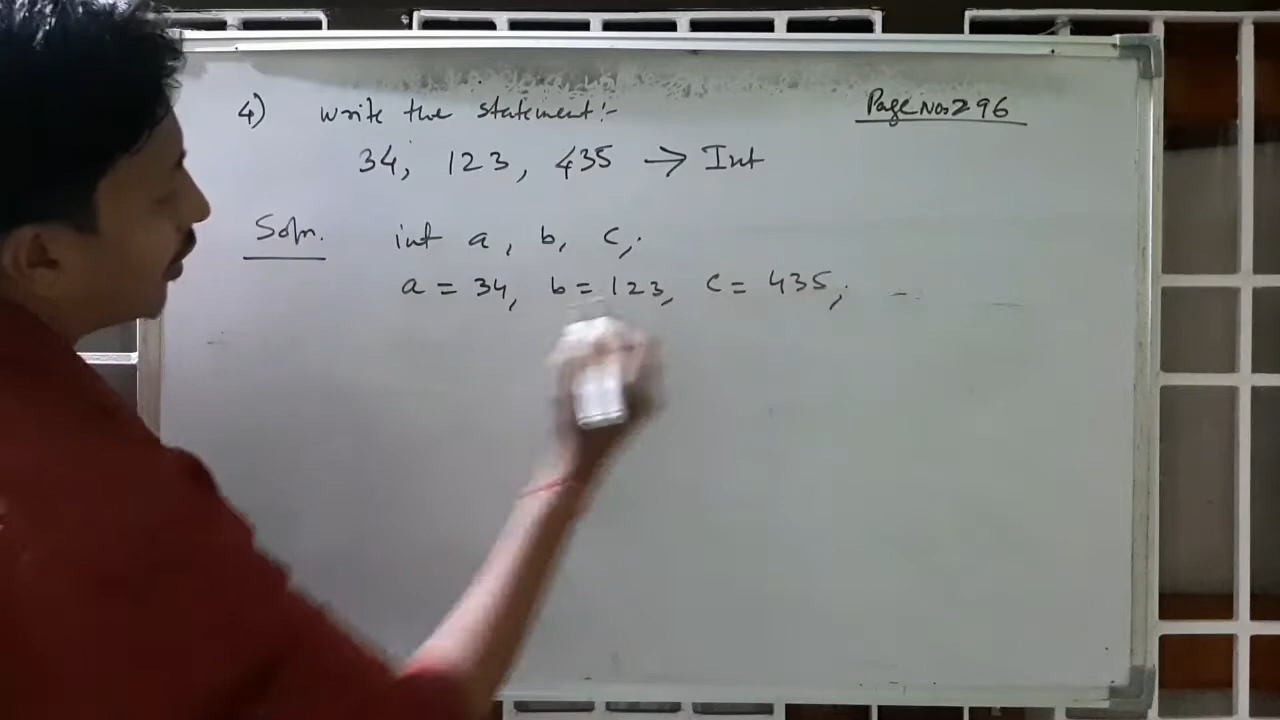 4) Write the statement:-
Page No:296
34, 123, 435 → Int
Soln. int a, b, c;
a = 34, b = 123, c = 435;